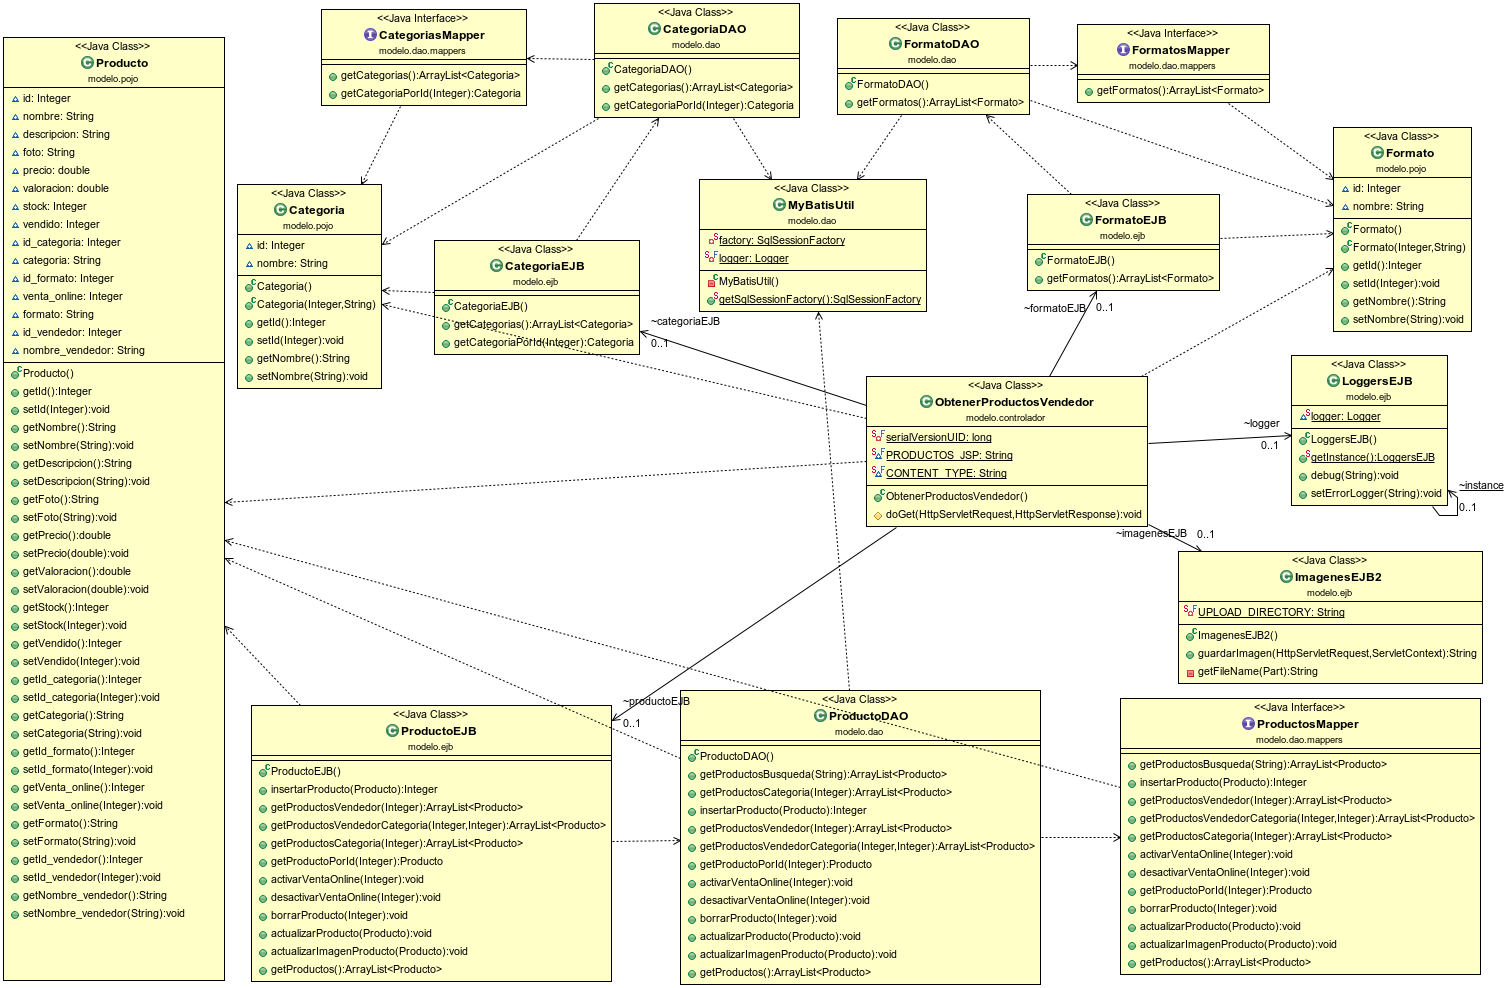 <<Java Class>>
Producto
modelo.pojo
id: Integer
nombre: String
descripcion: String
foto: String
precio: double
valoracion: double
stock: Integer
vendido: Integer
id_categoria: Integer
categoria: String
id_formato: Integer
venta_online: Integer
formato: String
id_vendedor: Integer
nombre_vendedor: String
Producto()
getId():Integer
setId(Integer):void
getNombre():String
setNombre(String):void
getDescripcion():String
setDescripcion(String):void
getFoto():String
setFoto(String):void
getPrecio():double
setPrecio(double):void
getValoracion():double
setValoracion(double):void
getStock():Integer
setStock(Integer):void
getVendido():Integer
setVendido(Integer):void
getId_categoria():Integer
setId_categoria(Integer):void
getCategoria():String
setCategoria(String):void
getId_formato():Integer
setId_formato(Integer):void
getVenta_online():Integer
setVenta_online(Integer):void
getFormato():String
setFormato(String):void
getId_vendedor():Integer
setId_vendedor(Integer):void
getNombre_vendedor():String
setNombre_vendedor(String):void
<<Java Interface>>
CategoriasMapper
modelo.dao.mappers
getCategorias():ArrayList<Categoria>
getCategoriaPorId(Integer):Categoria
<<Java Class>>
CategoriaDAO
modelo.dao
CategoriaDAO()
getCategorias():ArrayList<Categoria>
getCategoriaPorId(Integer):Categoria
<<Java Class>>
FormatoDAO
modelo.dao
FormatoDAO()
getFormatos():ArrayList<Formato>
<<Java Interface>>
FormatosMapper
modelo.dao.mappers
getFormatos():ArrayList<Formato>
<<Java Class>>
Formato
modelo.pojo
id: Integer
nombre: String
Formato()
Formato(Integer,String)
getId():Integer
setId(Integer):void
getNombre():String
setNombre(String):void
<<Java Class>>
Categoria
modelo.pojo
id: Integer
nombre: String
Categoria()
Categoria(Integer,String)
getId():Integer
setId(Integer):void
getNombre():String
setNombre(String):void
<<Java Class>>
CategoriaEJB
modelo.ejb
CategoriaEJB()
getCategorias():ArrayList<Categoria>
getCategoriaPorId(Integer):Categoria
<<Java Class>>
MyBatisUtil
modelo.dao
factory: SqlSessionFactory
logger: Logger
MyBatisUtil()
getSqlSessionFactory():SqlSessionFactory
<<Java Class>>
FormatoEJB
modelo.ejb
FormatoEJB()
getFormatos():ArrayList<Formato>
~categoriaEJB
0..1
~formatoEJB
0..1
<<Java Class>>
ObtenerProductosVendedor
modelo.controlador
serialVersionUID: long
PRODUCTOS_JSP: String
CONTENT_TYPE: String
ObtenerProductosVendedor()
doGet(HttpServletRequest,HttpServletResponse):void
~logger
0..1
<<Java Class>>
LoggersEJB
modelo.ejb
logger: Logger
LoggersEJB()
getInstance():LoggersEJB
debug(String):void
setErrorLogger(String):void
~instance
0..1
~imagenesEJB
0..1
<<Java Class>>
ImagenesEJB2
modelo.ejb
UPLOAD_DIRECTORY: String
ImagenesEJB2()
guardarImagen(HttpServletRequest,ServletContext):String
getFileName(Part):String
~productoEJB
0..1
<<Java Class>>
ProductoEJB
modelo.ejb
ProductoEJB()
insertarProducto(Producto):Integer
getProductosVendedor(Integer):ArrayList<Producto>
getProductosVendedorCategoria(Integer,Integer):ArrayList<Producto>
getProductosCategoria(Integer):ArrayList<Producto>
getProductoPorId(Integer):Producto
activarVentaOnline(Integer):void
desactivarVentaOnline(Integer):void
borrarProducto(Integer):void
actualizarProducto(Producto):void
actualizarImagenProducto(Producto):void
getProductos():ArrayList<Producto>
<<Java Class>>
ProductoDAO
modelo.dao
ProductoDAO()
getProductosBusqueda(String):ArrayList<Producto>
getProductosCategoria(Integer):ArrayList<Producto>
insertarProducto(Producto):Integer
getProductosVendedor(Integer):ArrayList<Producto>
getProductosVendedorCategoria(Integer,Integer):ArrayList<Producto>
getProductoPorId(Integer):Producto
activarVentaOnline(Integer):void
desactivarVentaOnline(Integer):void
borrarProducto(Integer):void
actualizarProducto(Producto):void
actualizarImagenProducto(Producto):void
getProductos():ArrayList<Producto>
<<Java Interface>>
ProductosMapper
modelo.dao.mappers
getProductosBusqueda(String):ArrayList<Producto>
insertarProducto(Producto):Integer
getProductosVendedor(Integer):ArrayList<Producto>
getProductosVendedorCategoria(Integer,Integer):ArrayList<Producto>
getProductosCategoria(Integer):ArrayList<Producto>
activarVentaOnline(Integer):void
desactivarVentaOnline(Integer):void
getProductoPorId(Integer):Producto
borrarProducto(Integer):void
actualizarProducto(Producto):void
actualizarImagenProducto(Producto):void
getProductos():ArrayList<Producto>